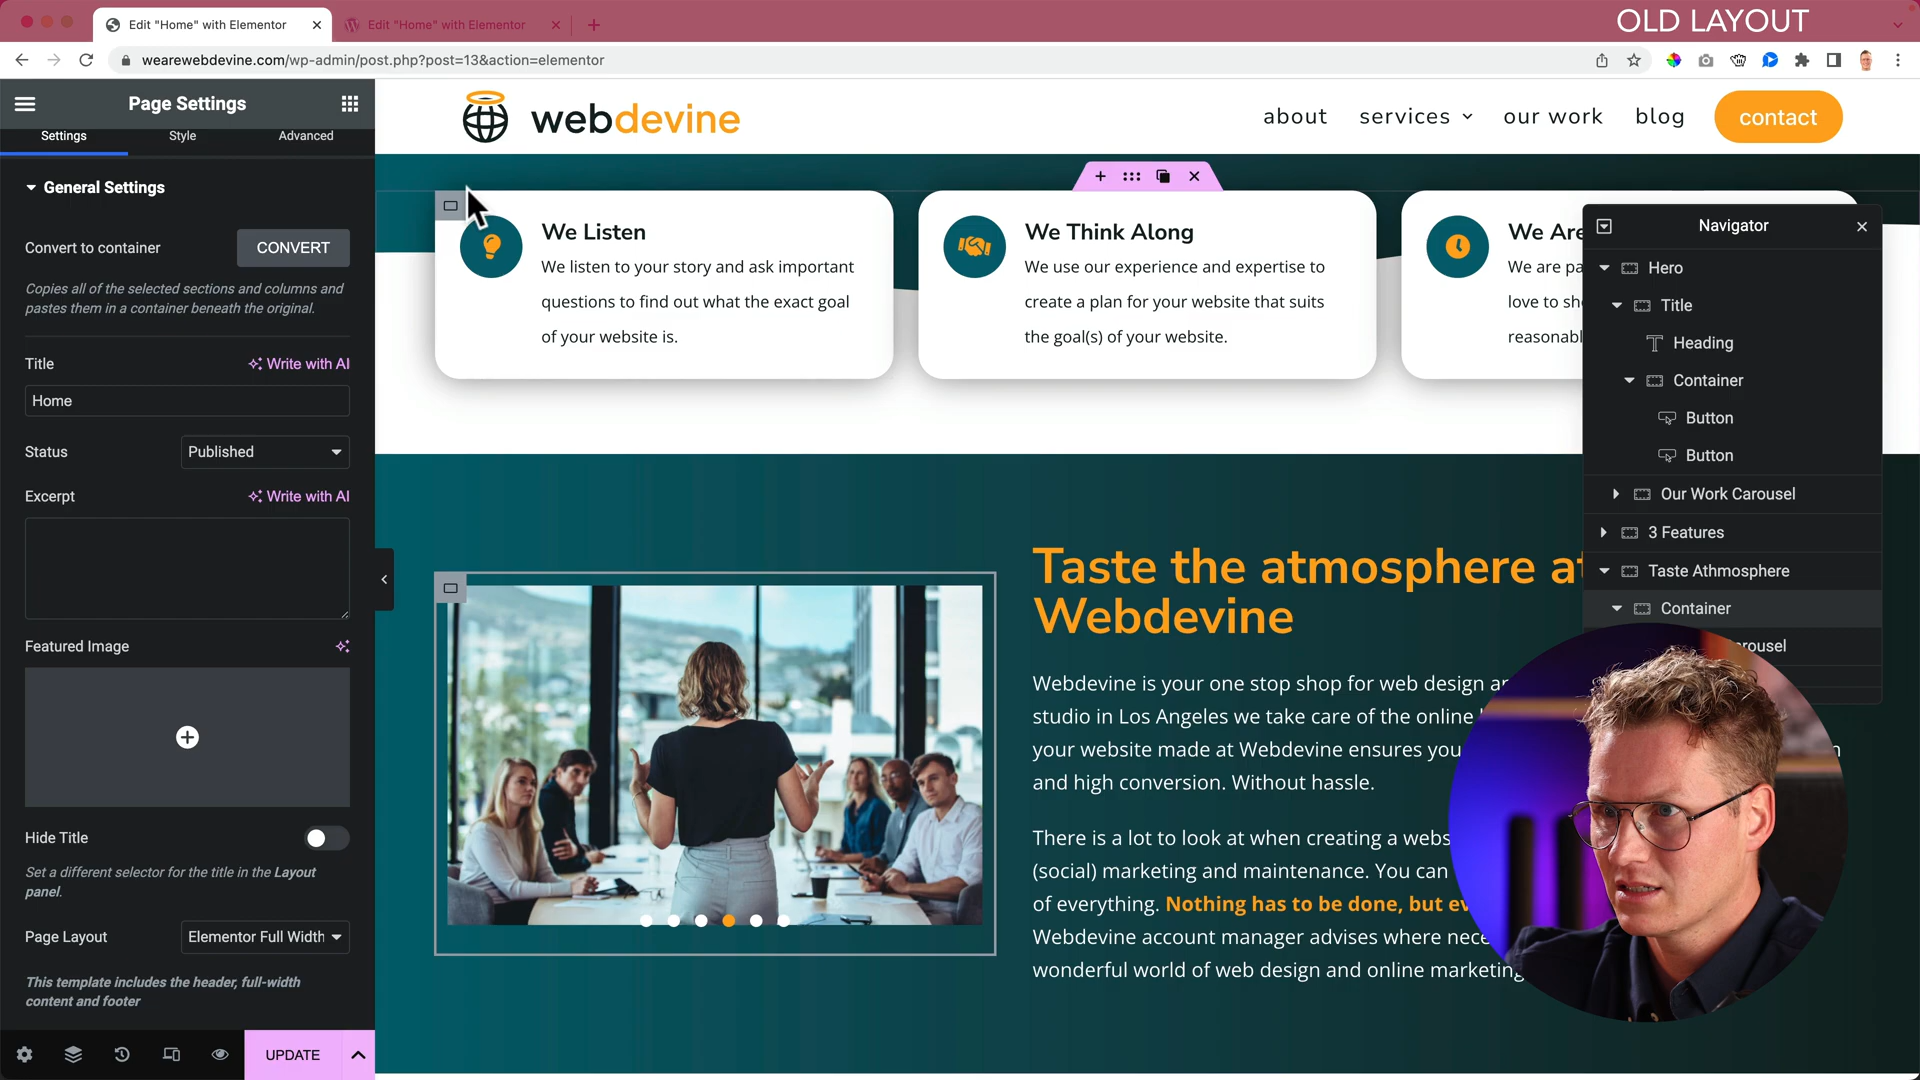 Edit "Home" with Elementor
Edit "Home" with Elementor
OLD LAYOUT
wearewebdevine.com/wp-admin/post.php?post=13&action=elementor
Page Settings
Settings
Style
Advanced
General Settings
Convert to container
CONVERT
Copies all of the selected sections and columns and
pastes them in a container beneath the original.
Title
Write with AI
Home
Status
Published
Excerpt
Write with AI
Featured Image
Hide Title
Set a different selector for the title in the Layout
panel.
Page Layout
Elementor Full Width
This template includes the header, full-width
content and footer
UPDATE
webdevine
about
services
our work
blog
contact
We Listen
We listen to your story and ask important
questions to find out what the exact goal
of your website is.
We Think Along
We use our experience and expertise to
create a plan for your website that suits
the goal(s) of your website.
We Are
We are
love to
Taste the atmosphere
Webdevine
Webdevine is your one stop shop for web design
studio in Los Angeles we take care of the online
your website made at Webdevine ensures you
and high conversion. Without hassle.
There is a lot to look at when creating a
(social) marketing and maintenance. You can
of everything. Nothing has to be done, but
Webdevine account manager advises where
wonderful world of web design and online marketing
Navigator
Hero
Title
Heading
Container
Button
Button
Our Work Carousel
3 Features
Taste Athmosphere
Container